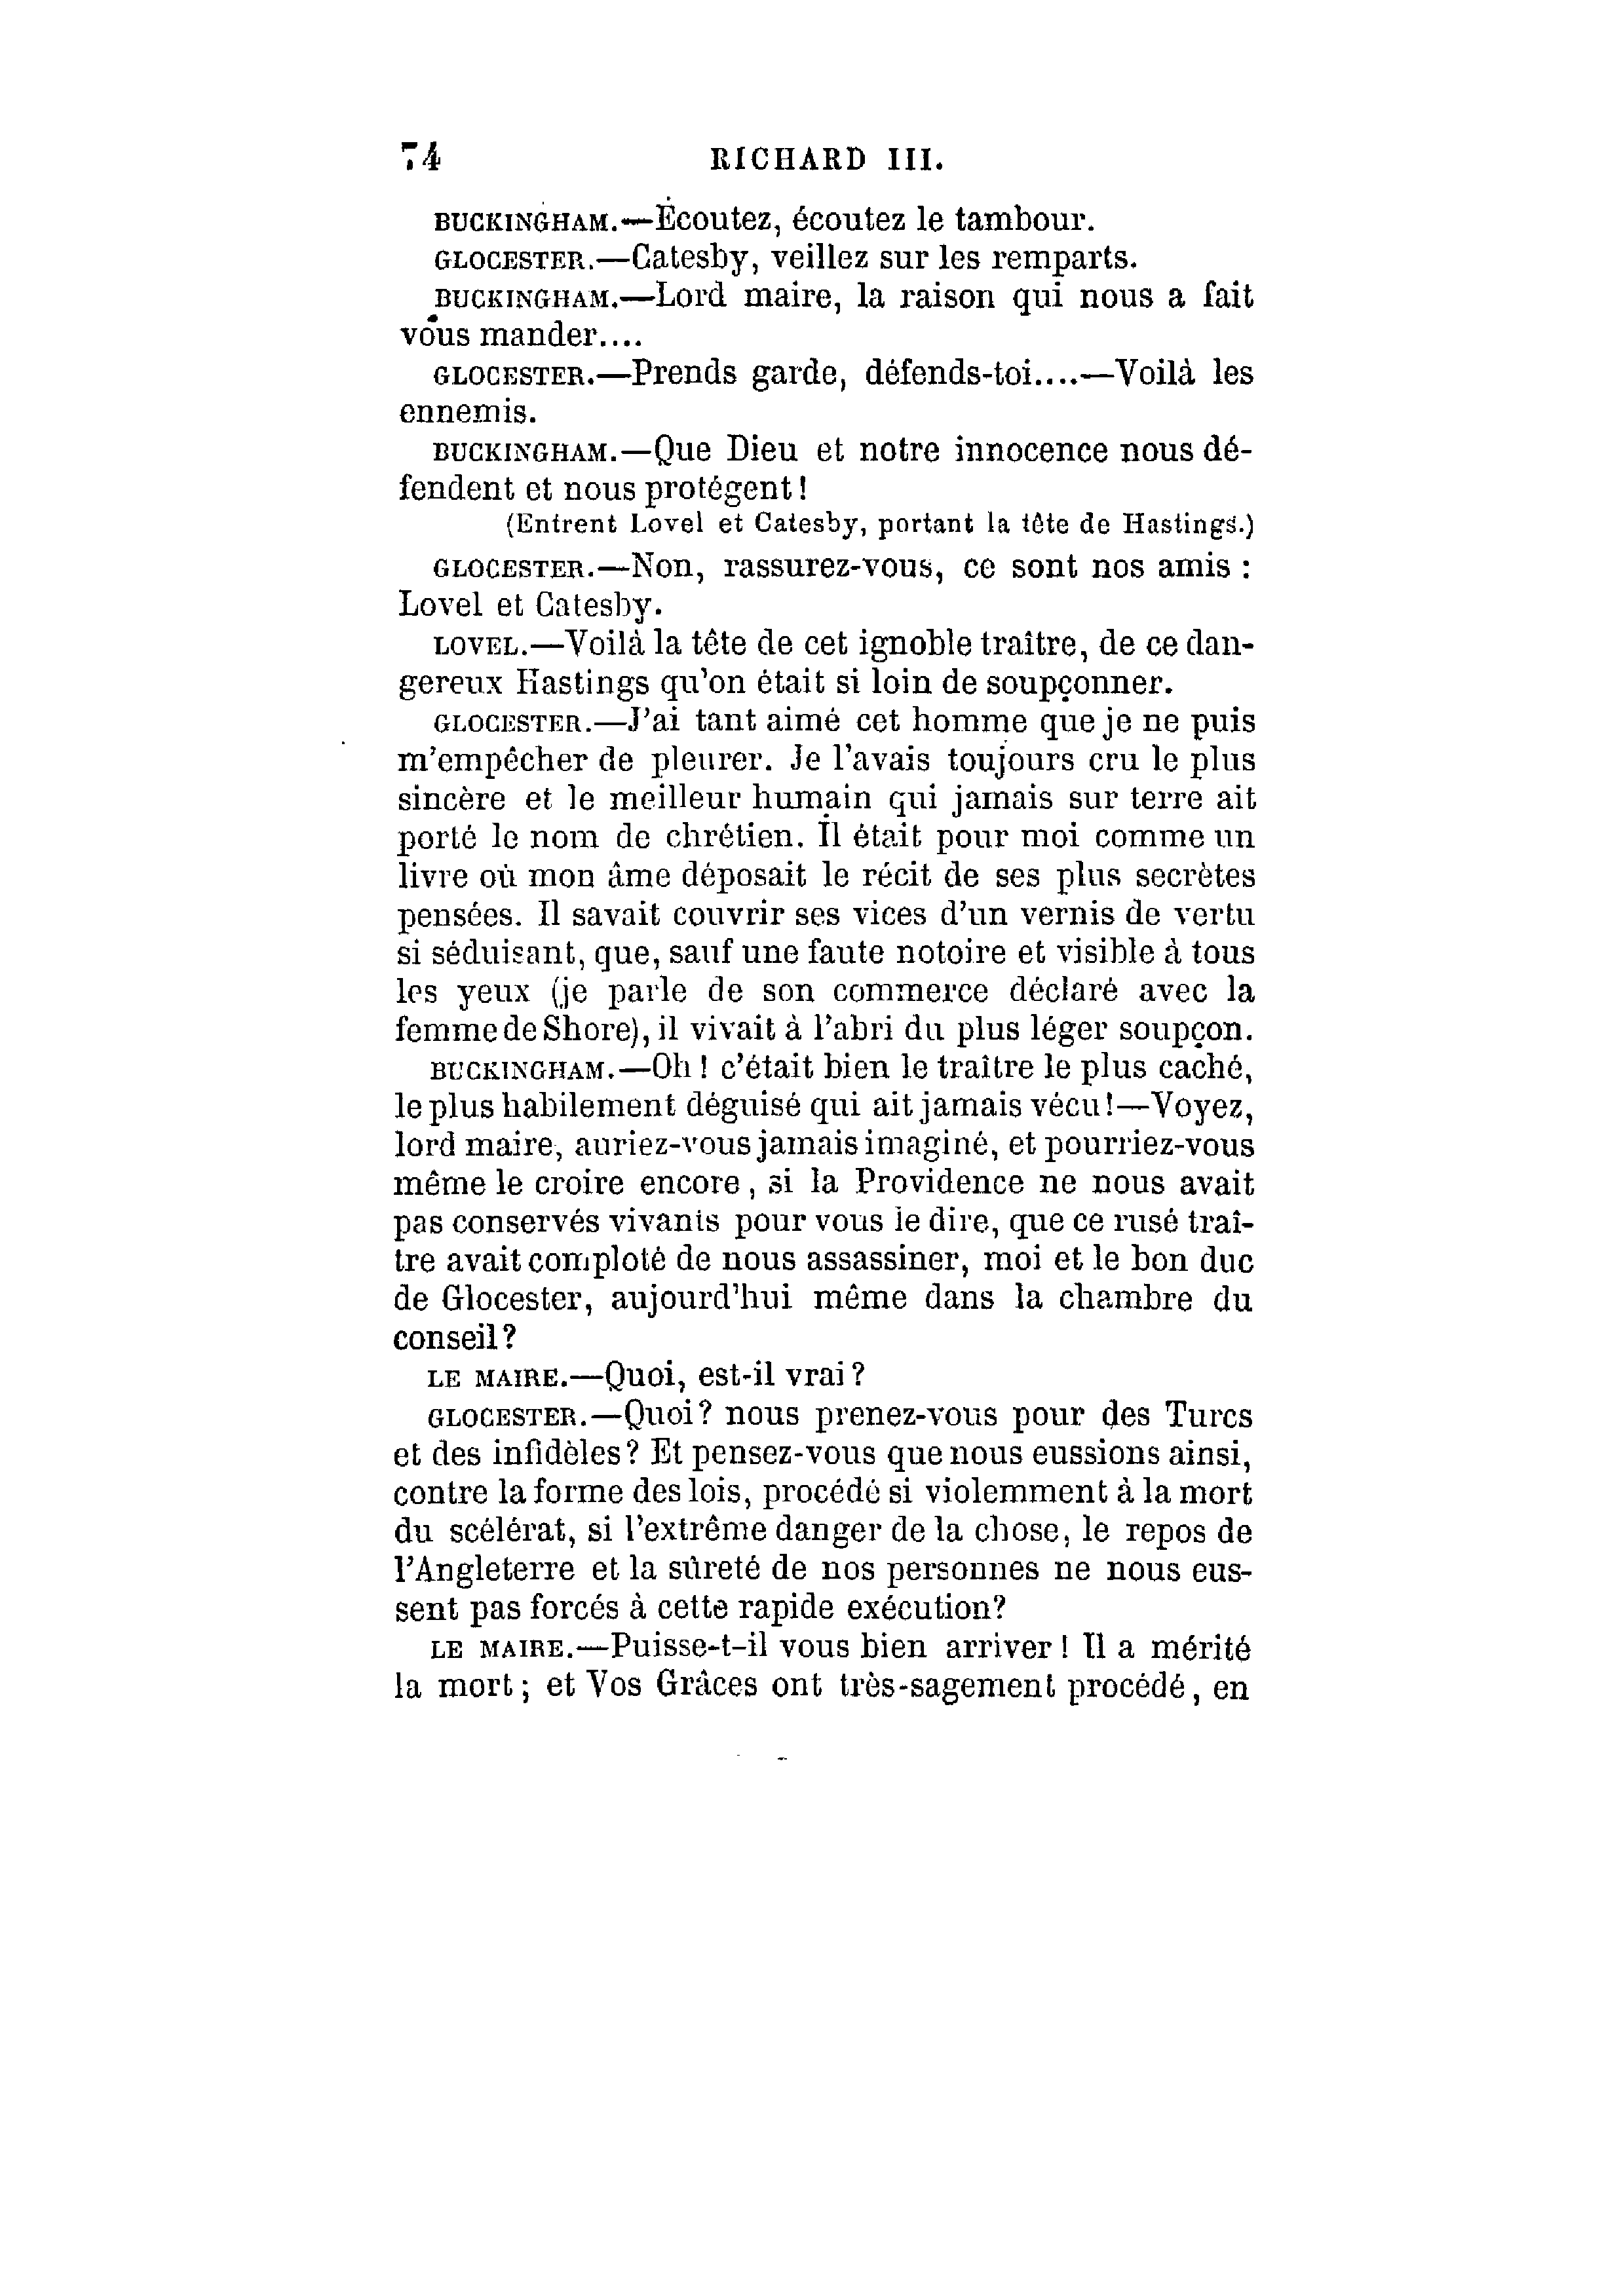 74 RICHARD III.
BUCKINGHAM.—Écoutez, écoutez le tambour.
GLOCESTER.—Catesby, veillez sur les remparts.
BUCKINGHAM.—Lord maire, la raison qui nous a fait
vous mander....
GLOCESTER.—Prends garde, défends-toi....—Voilà les
ennemis.
BUCKINGHAM.—Que Dieu et notre innocence nous dé-
fendent et nous protégent !
(Entrent Lovel et Catesby, portant la tête de Hastings.)
GLOCESTER.—Non, rassurez-vous, ce sont nos amis :
Lovel et Catesby.
LOVEL.—Voilà la tête de cet ignoble traître, de ce dan-
gereux Hastings qu'on était si loin de soupçonner.
GLOCESTER.—J'ai tant aimé cet homme que je ne puis
m'empêcher de pleurer. Je l'avais toujours cru le plus
sincère et le meilleur humain qui jamais sur terre ait
porté le nom de chrétien. Il était pour moi comme un
livre où mon âme déposait le récit de ses plus secrètes
pensées. Il savait couvrir ses vices d'un vernis de vertu
si séduisant, que, sauf une faute notoire et visible à tous
les yeux (je parle de son commerce déclaré avec la
femme de Shore), il vivait à l'abri du plus léger soupçon.
BUCKINGHAM.—Oh ! c'était bien le traître le plus caché,
le plus habilement déguisé qui ait jamais vécu!—Voyez,
lord maire, auriez-vous jamais imaginé, et pourriez-vous
même le croire encore, si la Providence ne nous avait
pas conservés vivants pour vous le dire, que ce rusé traî-
tre avait comploté de nous assassiner, moi et le bon duc
de Glocester, aujourd'hui même dans la chambre du
conseil?
LE MAIRE.—Quoi, est-il vrai ?
GLOCESTER.—Quoi? nous prenez-vous pour des Turcs
et des infidèles? Et pensez-vous que nous eussions ainsi,
contre la forme des lois, procédé si violemment à la mort
du scélérat, si l'extrême danger de la chose, le repos de
l'Angleterre et la sûreté de nos personnes ne nous eus-
sent pas forcés à cette rapide exécution?
LE MAIRE.—Puisse-t-il vous bien arriver ! Il a mérité
la mort ; et Vos Grâces ont très-sagement procédé, en